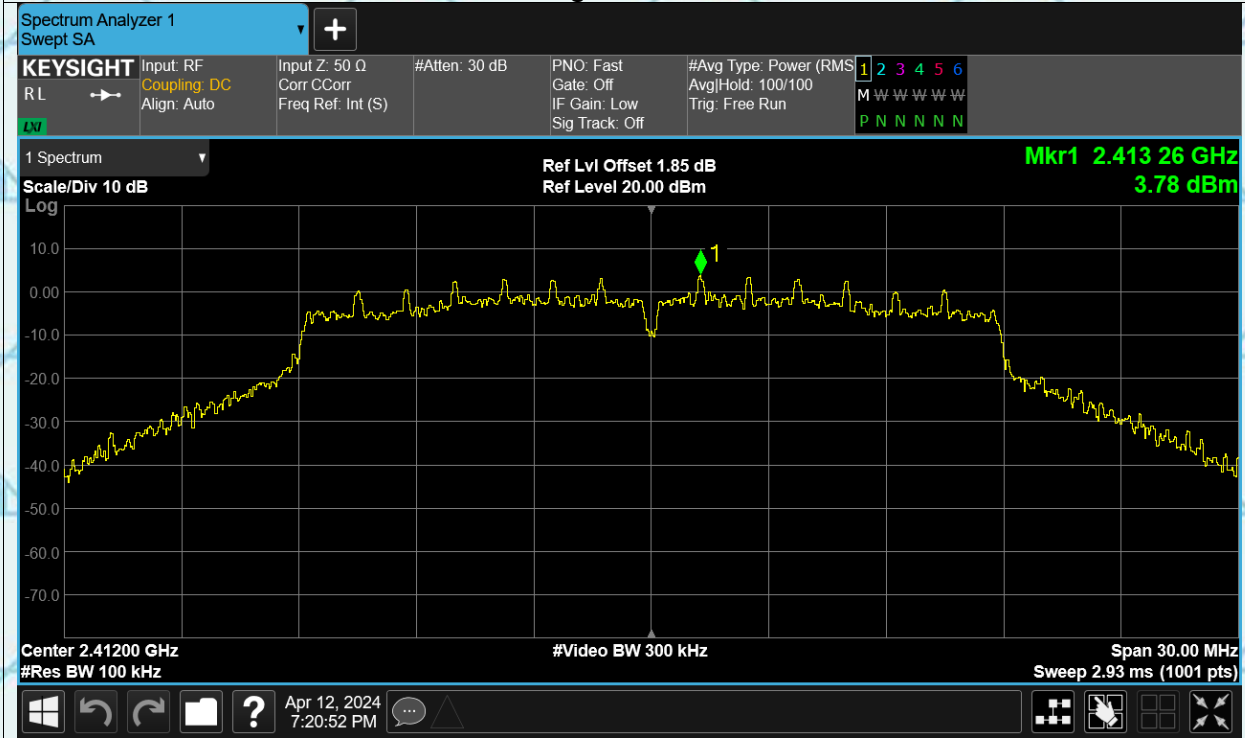 Spectrum Analyzer 1
Swept SA
KEYSIGHT
R L
LXI
Input: RF
Coupling: DC
Align: Auto
Input Z: 50 Ω
Corr CCorr
Freq Ref: Int (S)
#Atten: 30 dB
PNO: Fast
Gate: Off
IF Gain: Low
Sig Track: Off
#Avg Type: Power (RMS
Avg|Hold: 100/100
Trig: Free Run
1 2 3 4 5 6
M W W W W W
P N N N N N
1 Spectrum
Scale/Div 10 dB
Log
Ref Lvl Offset 1.85 dB
Ref Level 20.00 dBm
Mkr1 2.413 26 GHz
3.78 dBm
1
10.0
0.00
-10.0
-20.0
-30.0
-40.0
-50.0
-60.0
-70.0
Center 2.41200 GHz
#Video BW 300 kHz
Span 30.00 MHz
#Res BW 100 kHz
Sweep 2.93 ms (1001 pts)
?
Apr 12, 2024
7:20:52 PM